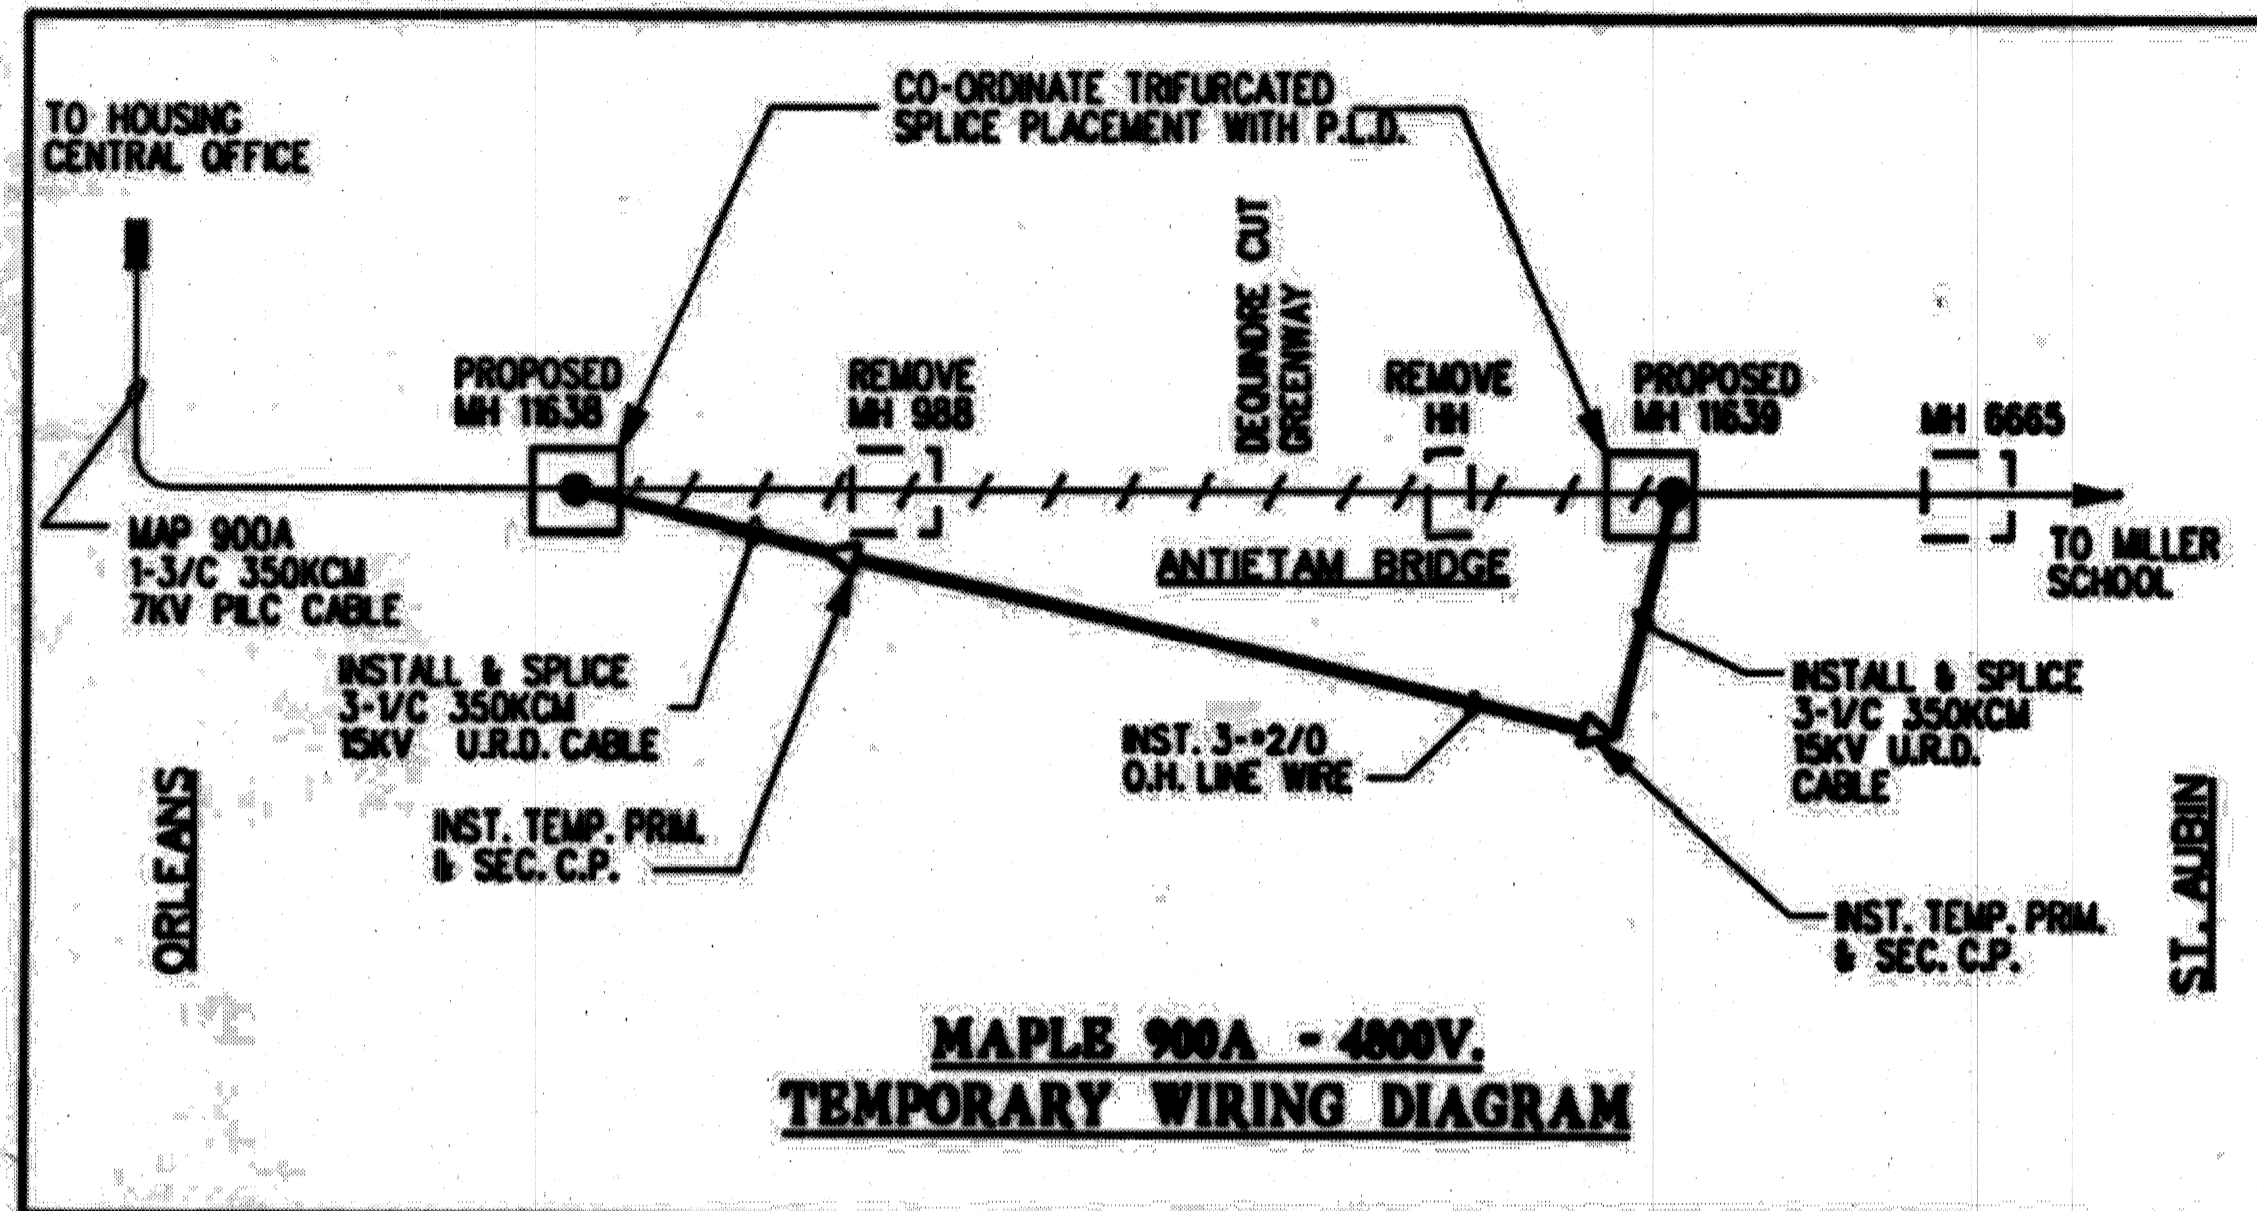 TO HOUSING
CENTRAL OFFICE
CO-ORDINATE TRIFURCATED
SPLICE PLACEMENT WITH P.L.D.
DEQUINDRE CUT
GREENWAY
PROPOSED
MH 11638
REMOVE
MH 988
REMOVE
HH
PROPOSED
MH 11639
MH 6665
MAP 900A
1-3/C 350KCM
7KV PILC CABLE
ANTIETAM BRIDGE
TO MILLER
SCHOOL
INSTALL & SPLICE
3-1/C 350KCM
15KV U.R.D. CABLE
INST. 3-#2/0
O.H. LINE WIRE
INSTALL & SPLICE
3-1/C 350KCM
15KV U.R.D.
CABLE
INST. TEMP. PRIM.
& SEC. C.P.
INST. TEMP. PRIM.
& SEC. C.P.
ORLEANS
ST. AUBIN
MAPLE 900A - 4800V.
TEMPORARY WIRING DIAGRAM